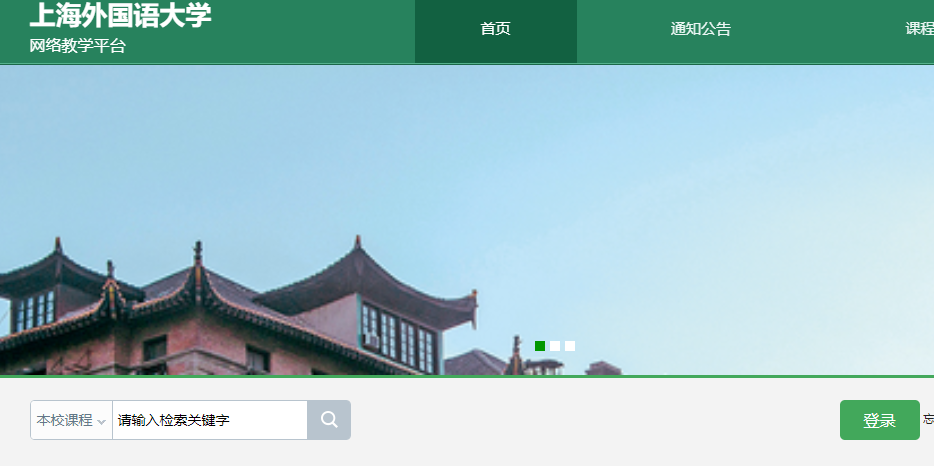 上海外国语大学
网络教学平台
首页
通知公告
课程
本校课程
请输入检索关键字
登录
忘